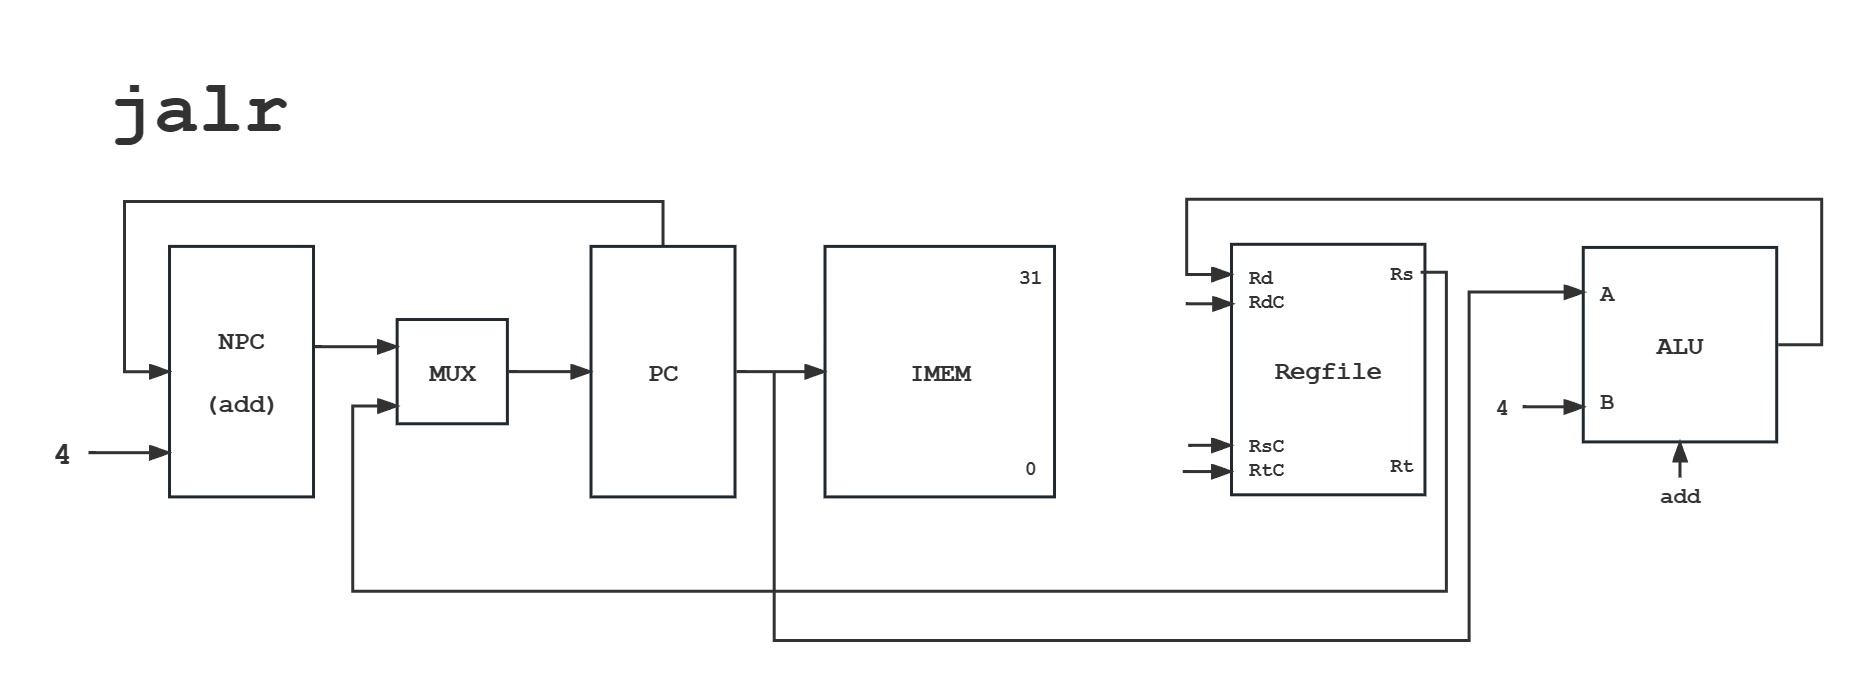 jalr
NPC
(add)
4
MUX
PC
IMEM
31
0
Rd
RdC
Rs
Regfile
RsC
RtC
Rt
A
ALU
4
B
add